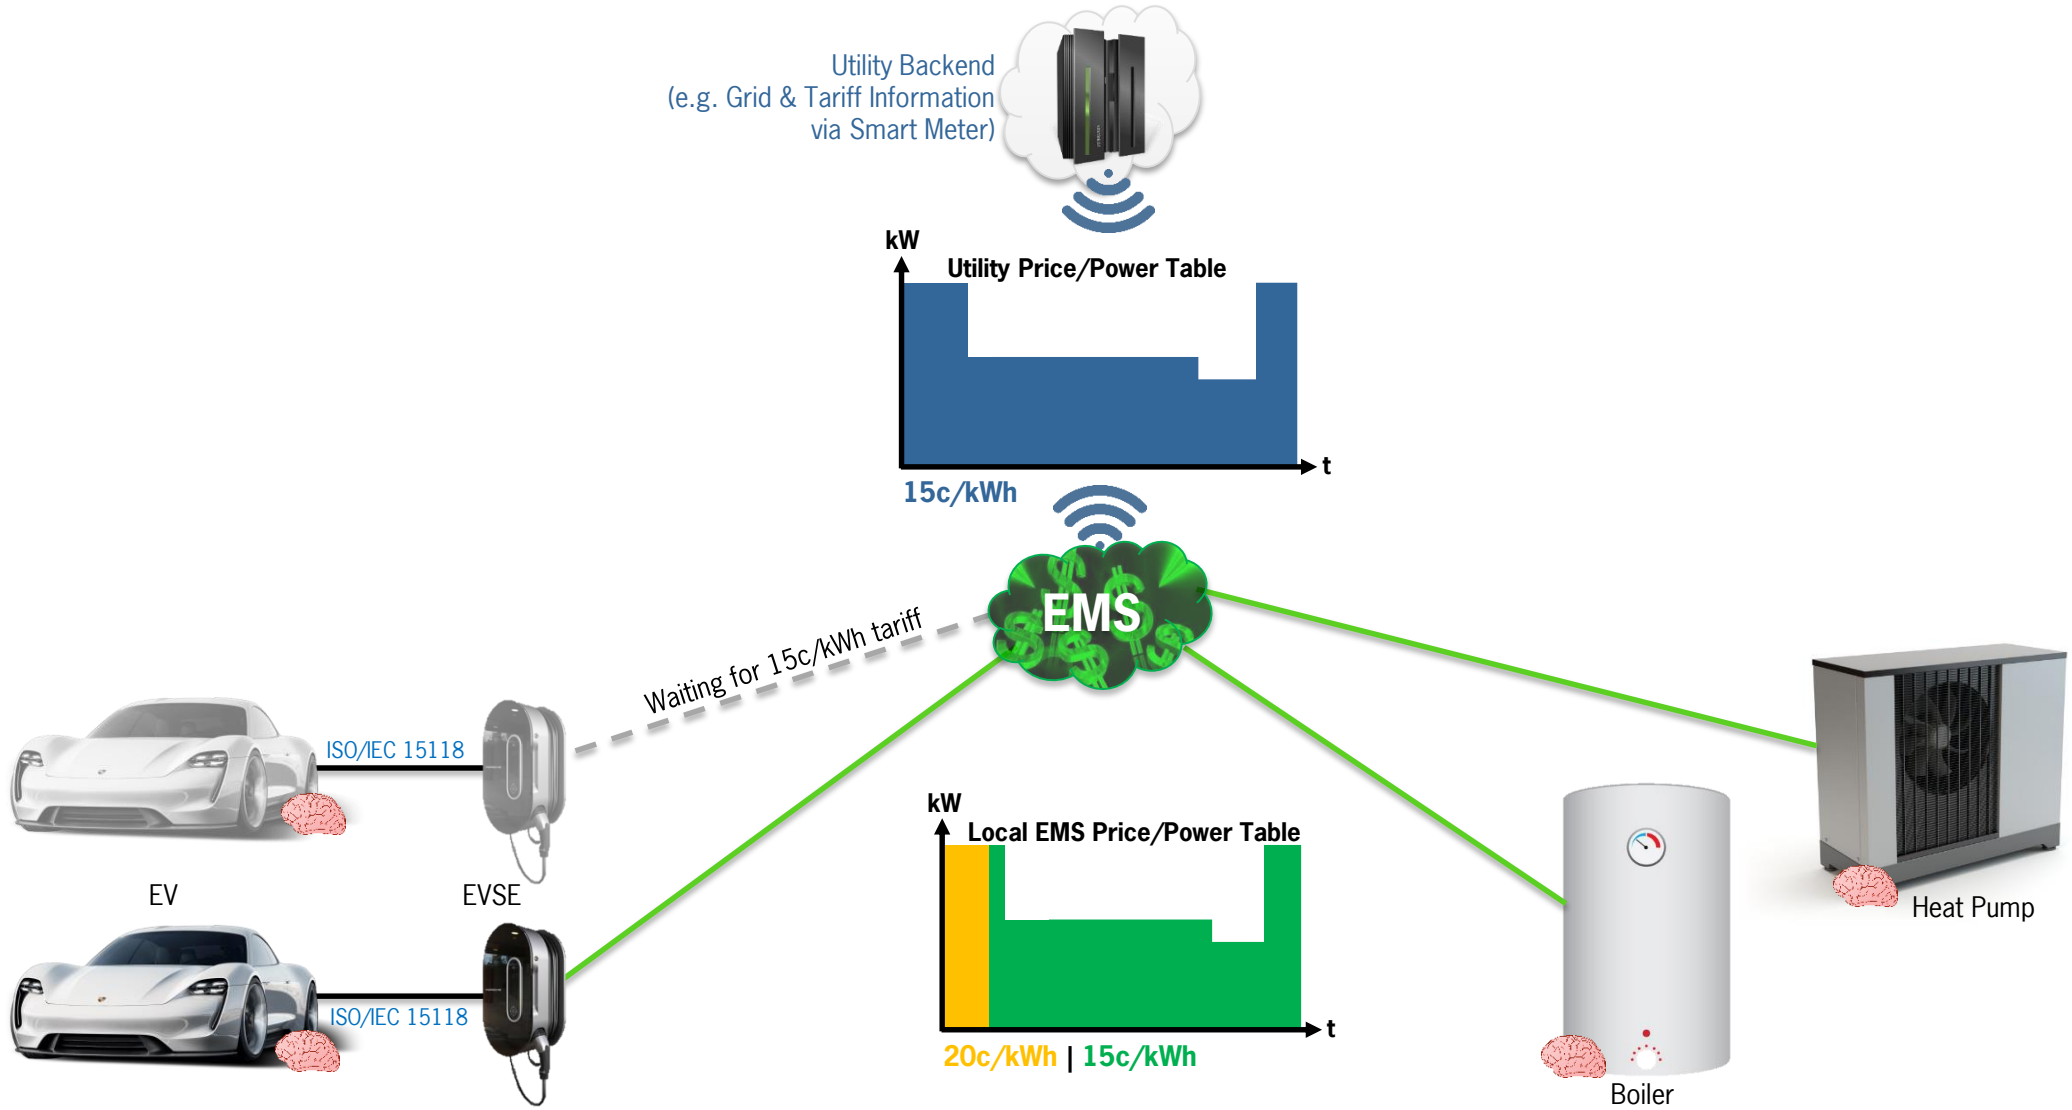 Utility Backend
(e.g. Grid & Tariff Information
via Smart Meter)
kW
Utility Price/Power Table
t
15c/kWh
EMS
Waiting for 15c/kWh tariff
ISO/IEC 15118
EV
EVSE
ISO/IEC 15118
kW
Local EMS Price/Power Table
t
20c/kWh | 15c/kWh
Heat Pump
Boiler